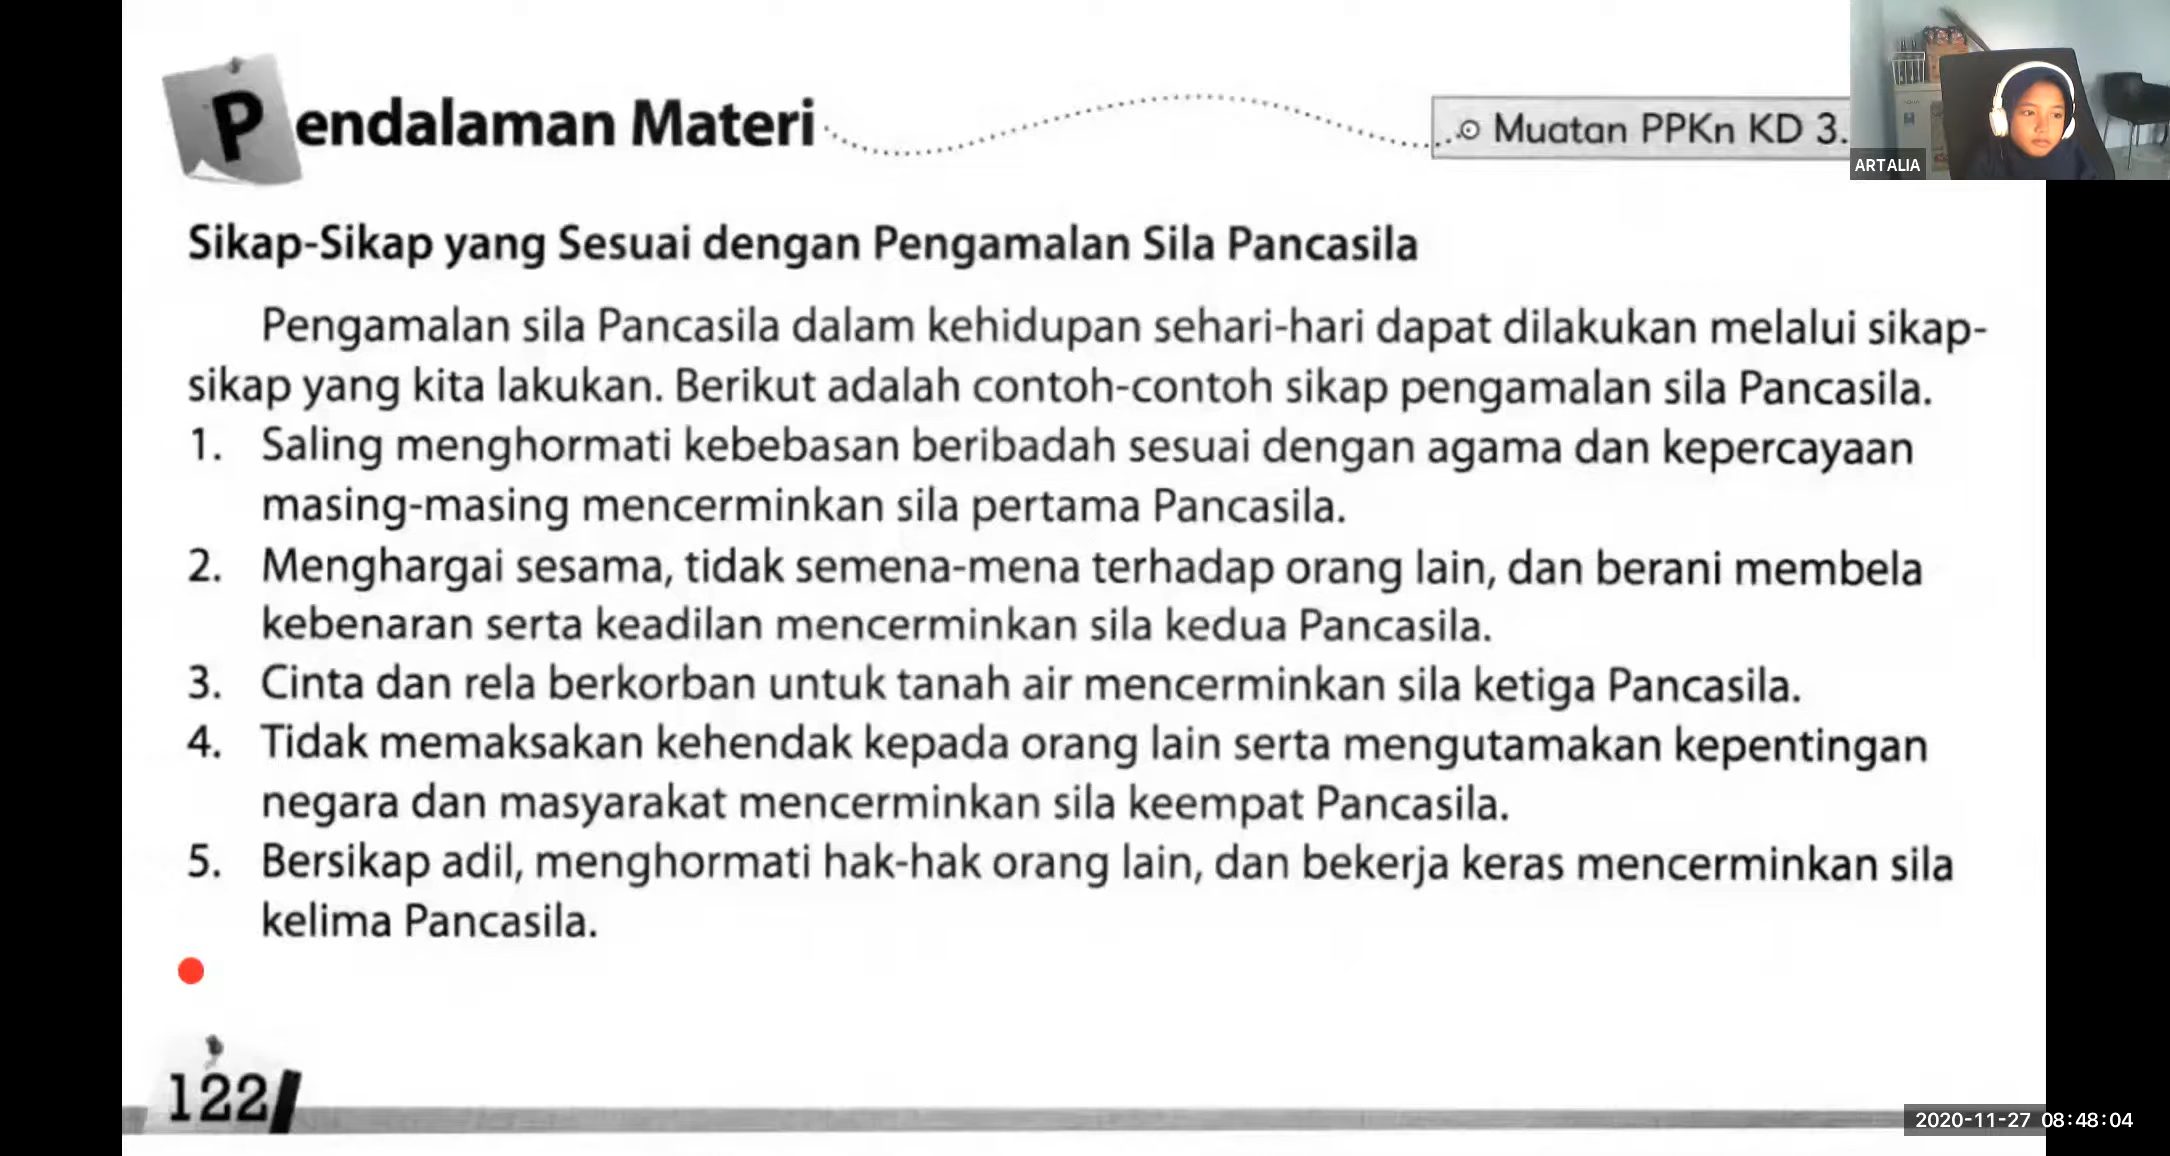 Pendalaman Materi
Muatan PPKn KD 3.
ARTALIA
Sikap-Sikap yang Sesuai dengan Pengamalan Sila Pancasila
Pengamalan sila Pancasila dalam kehidupan sehari-hari dapat dilakukan melalui sikap-
sikap yang kita lakukan. Berikut adalah contoh-contoh sikap pengamalan sila Pancasila.
1. Saling menghormati kebebasan beribadah sesuai dengan agama dan kepercayaan
masing-masing mencerminkan sila pertama Pancasila.
2. Menghargai sesama, tidak semena-mena terhadap orang lain, dan berani membela
kebenaran serta keadilan mencerminkan sila kedua Pancasila.
3. Cinta dan rela berkorban untuk tanah air mencerminkan sila ketiga Pancasila.
4. Tidak memaksakan kehendak kepada orang lain serta mengutamakan kepentingan
negara dan masyarakat mencerminkan sila keempat Pancasila.
5. Bersikap adil, menghormati hak-hak orang lain, dan bekerja keras mencerminkan sila
kelima Pancasila.
122
2020-11-27 08:48:04